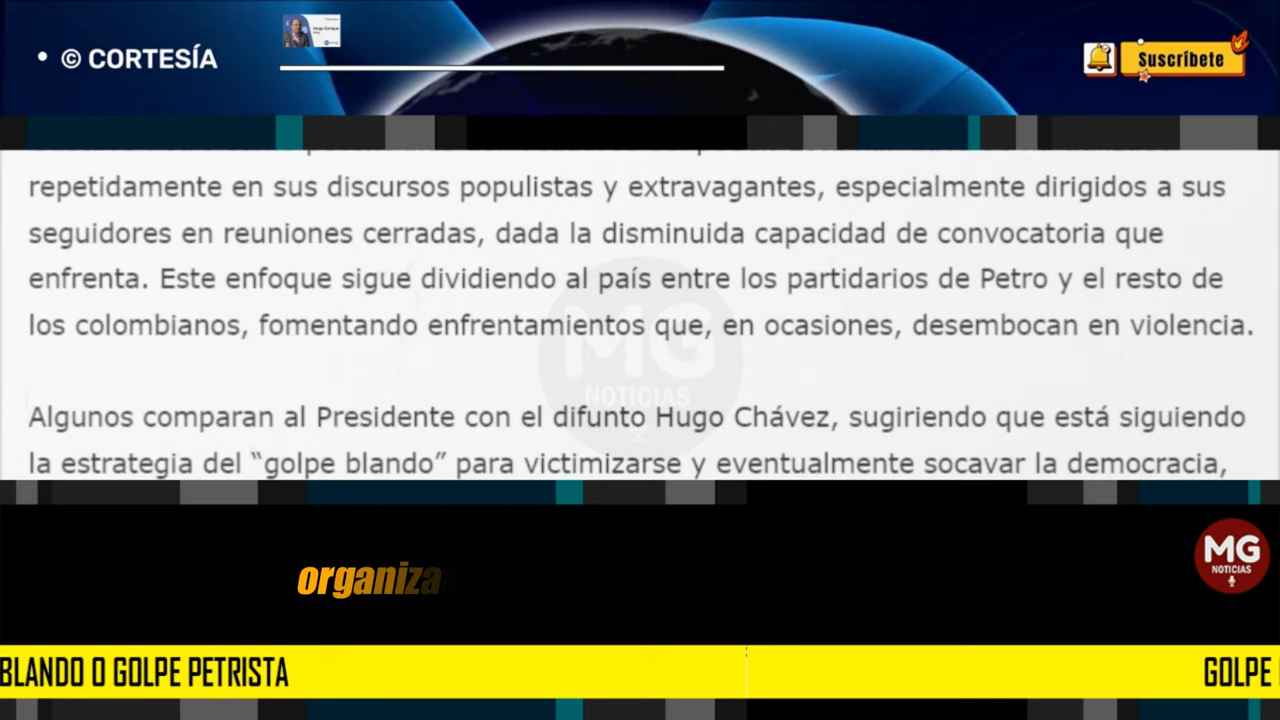 • © CORTESÍA
Suscríbete
repetidamente en sus discursos populistas y extravagantes, especialmente dirigidos a sus
seguidores en reuniones cerradas, dada la disminuida capacidad de convocatoria que
enfrenta. Este enfoque sigue dividiendo al país entre los partidarios de Petro y el resto de
los colombianos, fomentando enfrentamientos que, en ocasiones, desembocan en violencia.
MG
NOTICIAS
Algunos comparan al Presidente con el difunto Hugo Chávez, sugiriendo que está siguiendo
la estrategia del “golpe blando” para victimizarse y eventualmente socavar la democracia,
organiza
MG
NOTICIAS
BLANDO O GOLPE PETRISTA
GOLPE